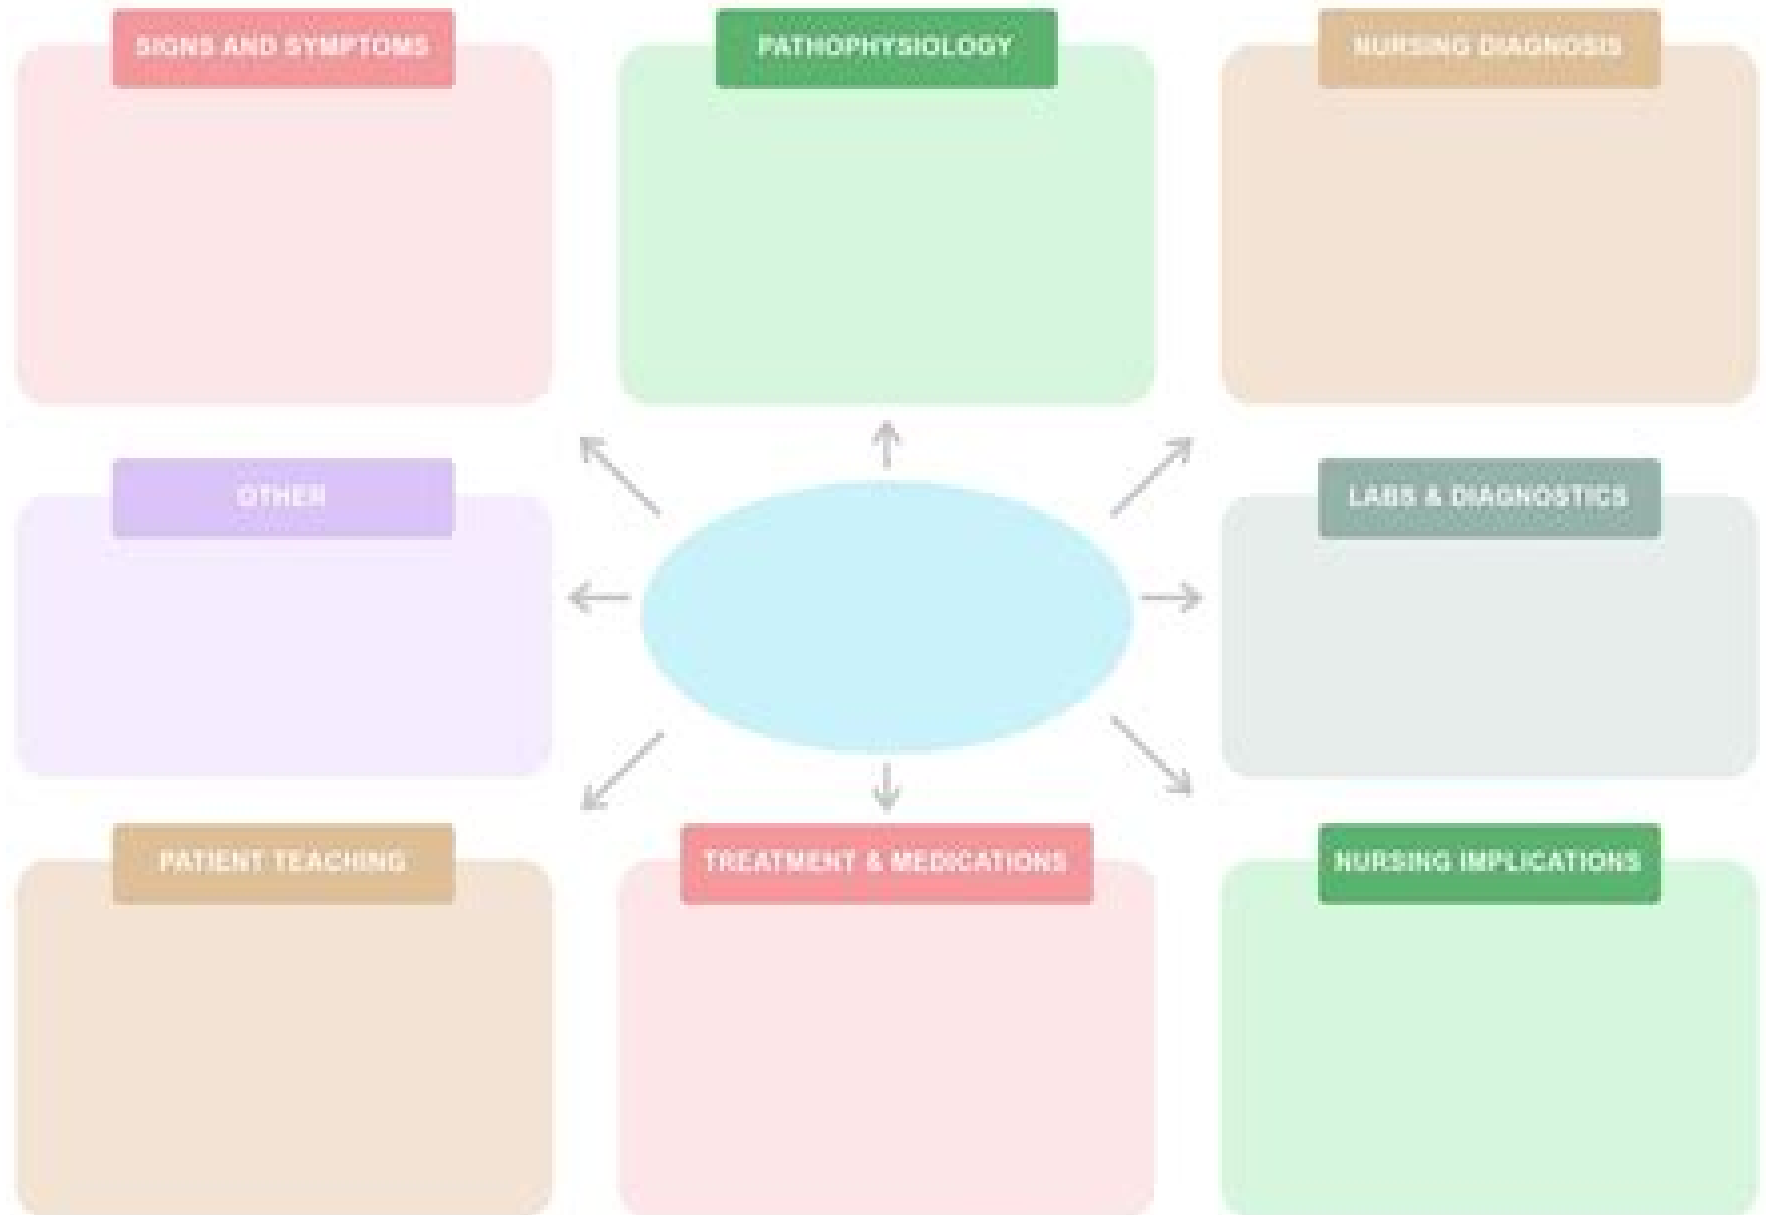 SIGNS AND SYMPTOMS
PATHOPHYSIOLOGY
NURSING DIAGNOSIS
OTHER
LABS & DIAGNOSTICS
PATIENT TEACHING
TREATMENT & MEDICATIONS
NURSING IMPLICATIONS